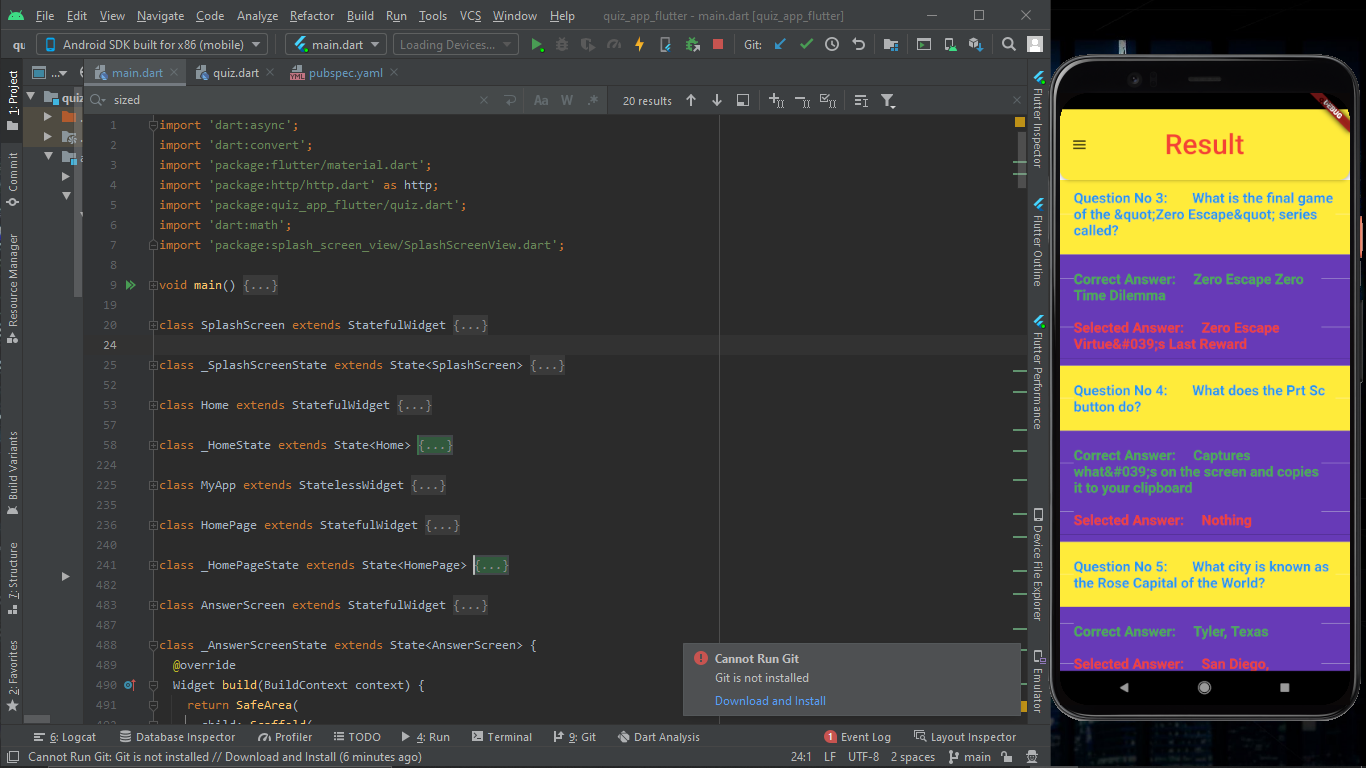 File Edit View Navigate Code Analyze Refactor Build Run Tools VCS Window Help quiz_app_flutter - main.dart [quiz_app_flutter]
qu Android SDK built for x86 (mobile) main.dart Loading Devices... Git:
main.dart quiz.dart pubspec.yaml
sized Aa W .* 20 results
1: Project
Commit
Resource Manager
Build Variants
7: Structure
2: Favorites
quiz
1 import 'dart:async';
2 import 'dart:convert';
3 import 'package:flutter/material.dart';
4 import 'package:http/http.dart' as http;
5 import 'package:quiz_app_flutter/quiz.dart';
6 import 'dart:math';
7 import 'package:splash_screen_view/SplashScreenView.dart';
8
9 void main() {...}
19
20 class SplashScreen extends StatefulWidget {...}
24
25 class _SplashScreenState extends State<SplashScreen> {...}
52
53 class Home extends StatefulWidget {...}
57
58 class _HomeState extends State<Home> {...}
224
225 class MyApp extends StatelessWidget {...}
235
236 class HomePage extends StatefulWidget {...}
240
241 class _HomePageState extends State<HomePage> {...}
482
483 class AnswerScreen extends StatefulWidget {...}
487
488 class _AnswerScreenState extends State<AnswerScreen> {
489 @override
490 Widget build(BuildContext context) {
491 return SafeArea(
Cannot Run Git
Git is not installed
Download and Install
Flutter Inspector
Flutter Outline
Flutter Performance
Device File Explorer
Emulator
6: Logcat Database Inspector Profiler TODO 4: Run Terminal 9: Git Dart Analysis 1 Event Log Layout Inspector
Cannot Run Git: Git is not installed // Download and Install (6 minutes ago) 24:1 LF UTF-8 2 spaces main
DEBUG
Result
Question No 3: What is the final game
of the &quot;Zero Escape&quot; series
called?
Correct Answer: Zero Escape Zero
Time Dilemma
Selected Answer: Zero Escape
Virtue&#039;s Last Reward
Question No 4: What does the Prt Sc
button do?
Correct Answer: Captures
what&#039;s on the screen and copies
it to your clipboard
Selected Answer: Nothing
Question No 5: What city is known as
the Rose Capital of the World?
Correct Answer: Tyler, Texas
Selected Answer: San Diego,